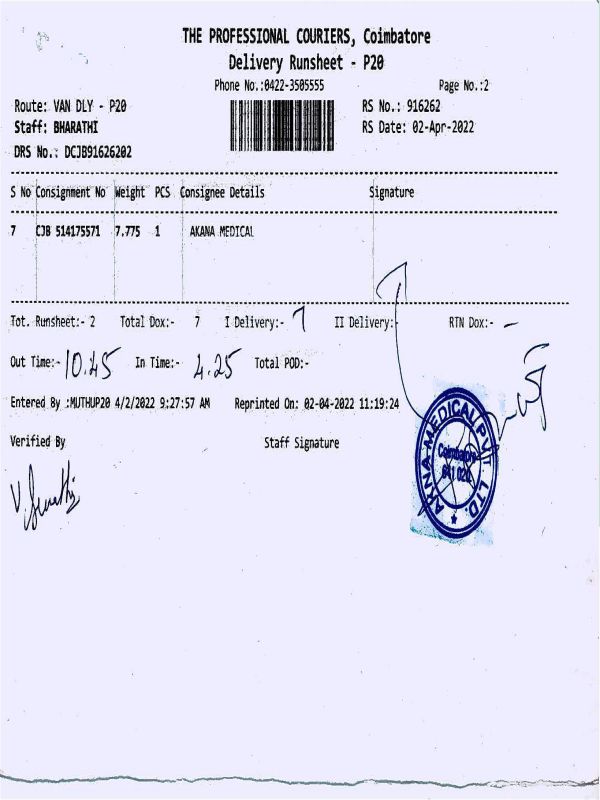 THE PROFESSIONAL COURIERS, Coimbatore
Delivery Runsheet - P20
Phone No.:0422-3505555 Page No.:2
Route: VAN DLY - P20 RS No.: 916262
Staff: BHARATHI RS Date: 02-Apr-2022
DRS No.: DCJB91626202
S No Consignment No Weight PCS Consignee Details Signature
7 CJB 514175571 7.775 1 AKANA MEDICAL
Tot. Runsheet:- 2 Total Dox:- 7 I Delivery:- 7 II Delivery:- RTN Dox:- -
Out Time:- 10.45 In Time:- 4.25 Total POD:-
Entered By :MUTHUP20 4/2/2022 9:27:57 AM Reprinted On: 02-04-2022 11:19:24
Verified By Staff Signature
AKNA MEDICAL PVT. LTD.
Coimbatore